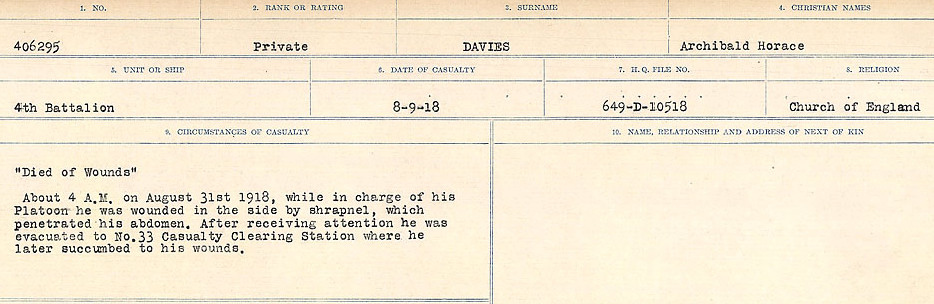 1. NO. 2. RANK OR RATING 3. SURNAME 4. CHRISTIAN NAMES
406295 Private DAVIES Archibald Horace
5. UNIT OR SHIP 6. DATE OF CASUALTY 7. H.Q. FILE NO. 8. RELIGION
4th Battalion 8-9-18 649-D-10518 Church of England
9. CIRCUMSTANCES OF CASUALTY 10. NAME, RELATIONSHIP AND ADDRESS OF NEXT OF KIN
"Died of Wounds"
About 4 A.M. on August 31st 1918, while in charge of his
Platoon he was wounded in the side by shrapnel, which
penetrated his abdomen. After receiving attention he was
evacuated to No.33 Casualty Clearing Station where he
later succumbed to his wounds.